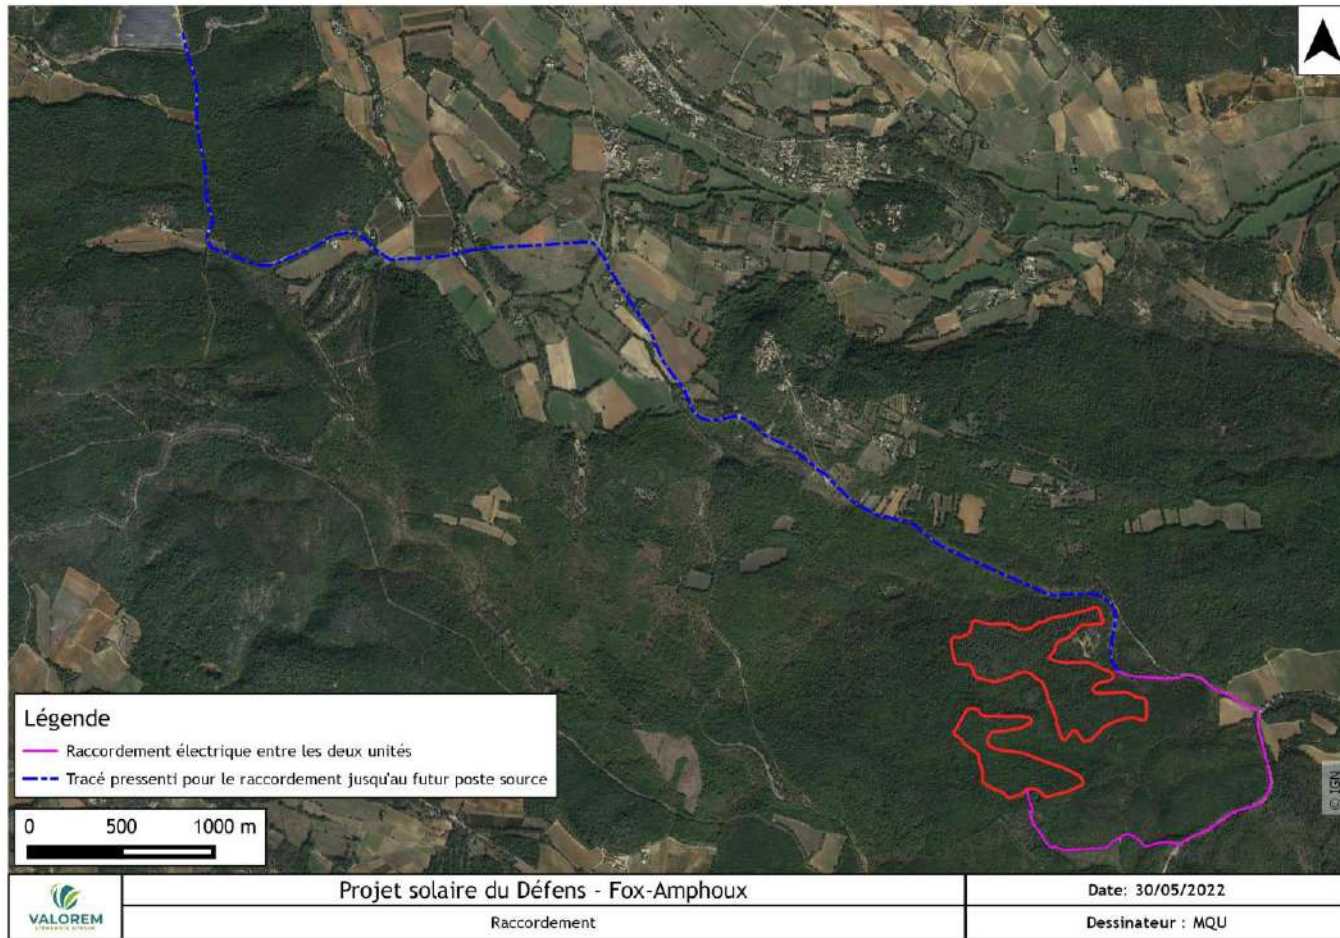 Légende
Raccordement électrique entre les deux unités
Tracé pressenti pour le raccordement jusqu'au futur poste source
0 500 1000 m
© IGN
VALOREM
Projet solaire du Défens - Fox-Amphoux
Raccordement
Date: 30/05/2022
Dessinateur : MQU